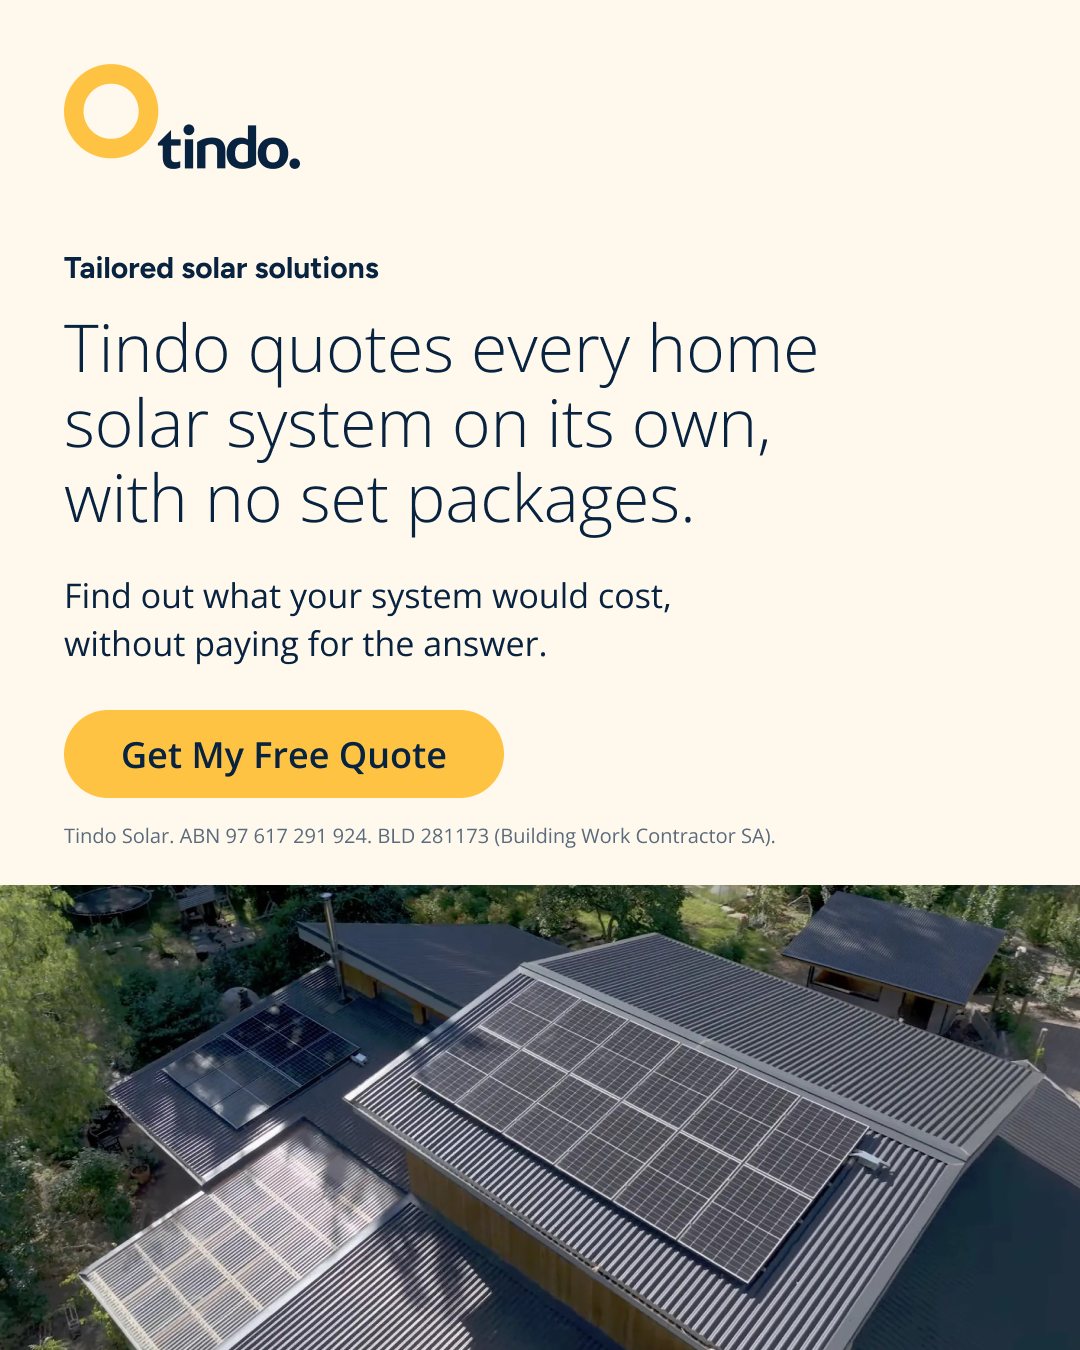 tindo.
Tailored solar solutions
Tindo quotes every home
solar system on its own,
with no set packages.
Find out what your system would cost,
without paying for the answer.
Get My Free Quote
Tindo Solar. ABN 97 617 291 924. BLD 281173 (Building Work Contractor SA).